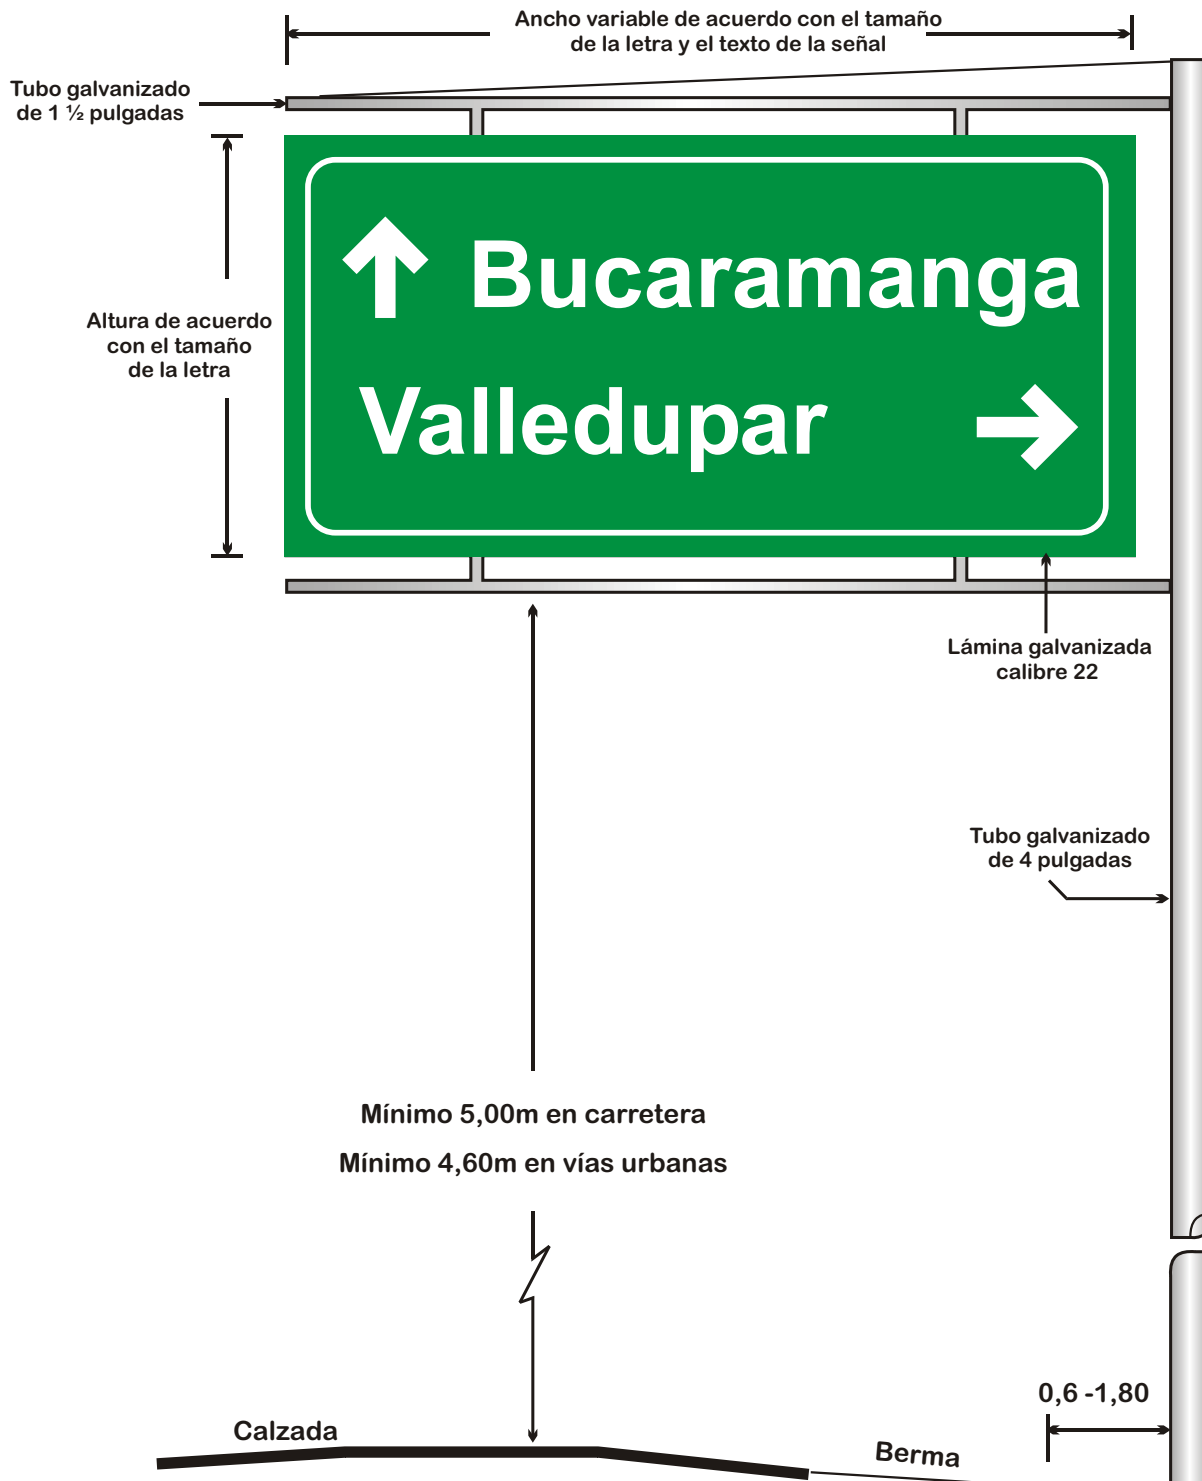 Ancho variable de acuerdo con el tamaño
de la letra y el texto de la señal
Tubo galvanizado
de 1 ½ pulgadas
Bucaramanga
Valledupar
Altura de acuerdo
con el tamaño
de la letra
Lámina galvanizada
calibre 22
Tubo galvanizado
de 4 pulgadas
Mínimo 5,00m en carretera
Mínimo 4,60m en vías urbanas
0,6 -1,80
Calzada
Berma